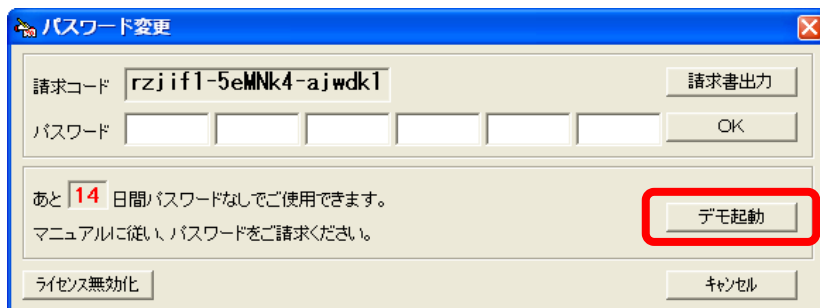 パスワード変更
請求コード rzjif1-5eMNk4-ajwdk1 請求書出力
パスワード OK
あと 14 日間パスワードなしでご使用できます。
マニュアルに従い、パスワードをご請求ください。
デモ起動
ライセンス無効化 キャンセル